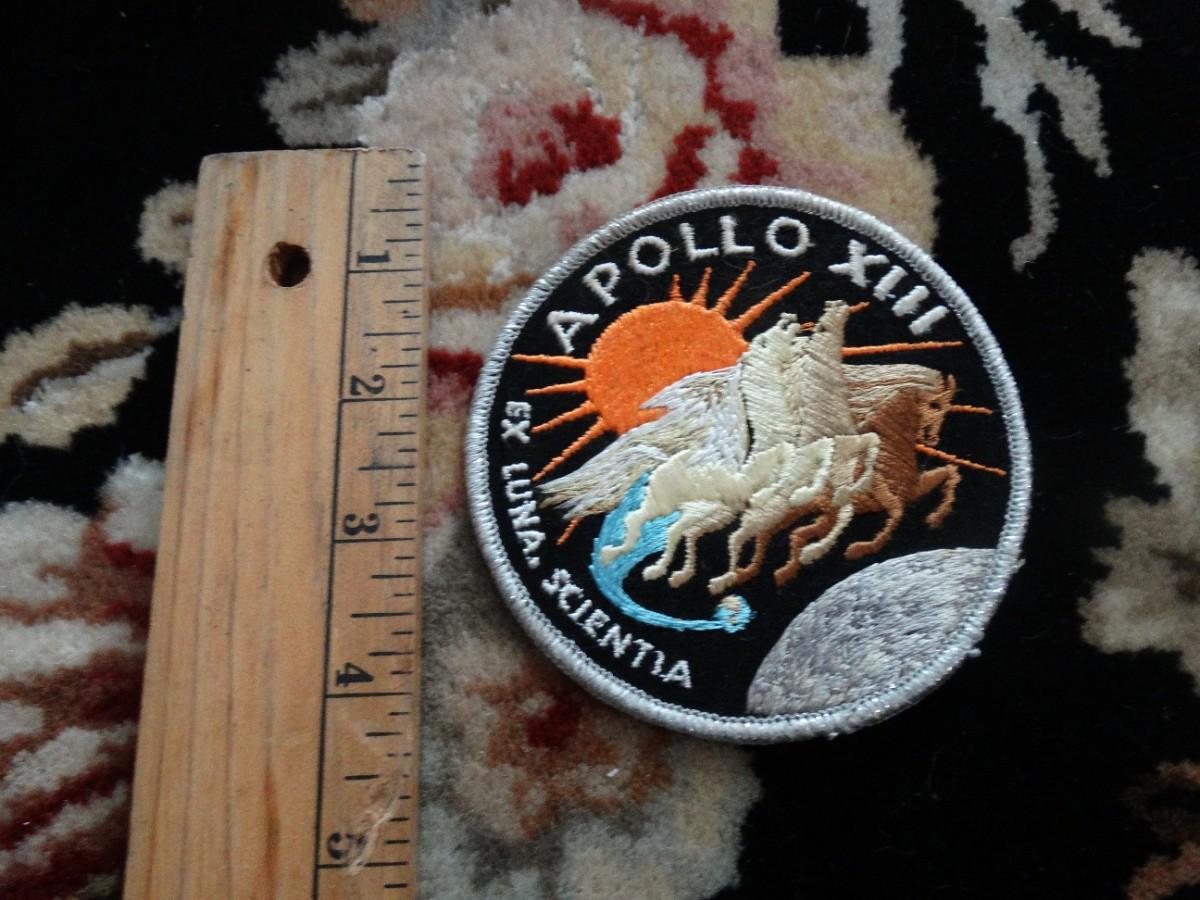 1
2
3
4
5
APOLLO XIII
EX LUNA, SCIENTIA